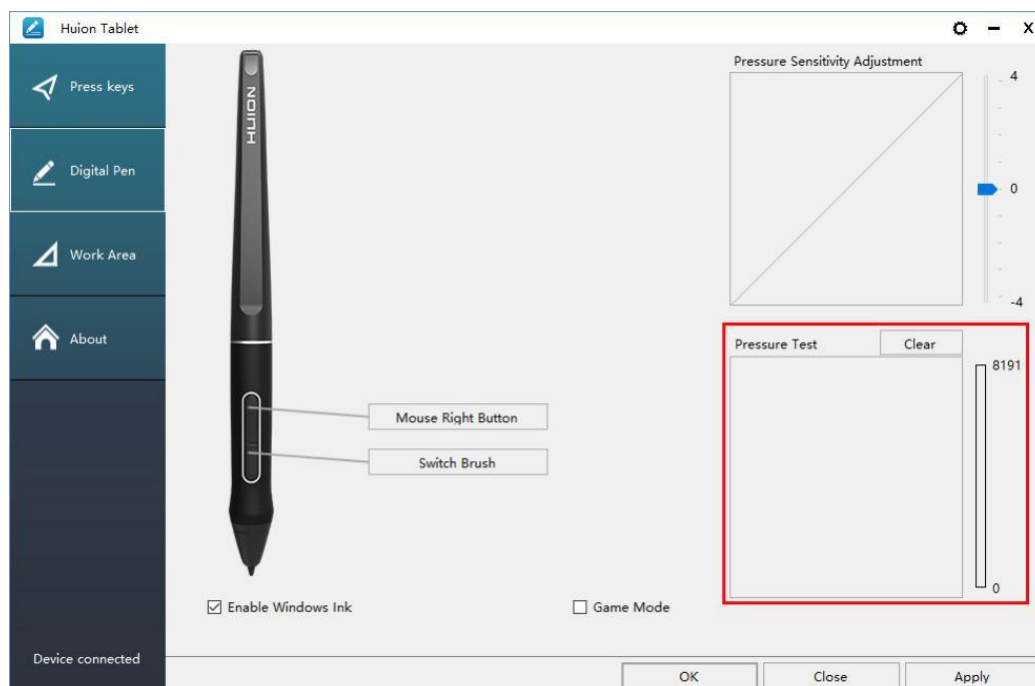 Huion Tablet
X
Press keys
Digital Pen
Work Area
About
Device connected
HUION
Mouse Right Button
Switch Brush
Enable Windows Ink
Game Mode
Pressure Sensitivity Adjustment
4
0
-4
Pressure Test
Clear
8191
0
OK
Close
Apply